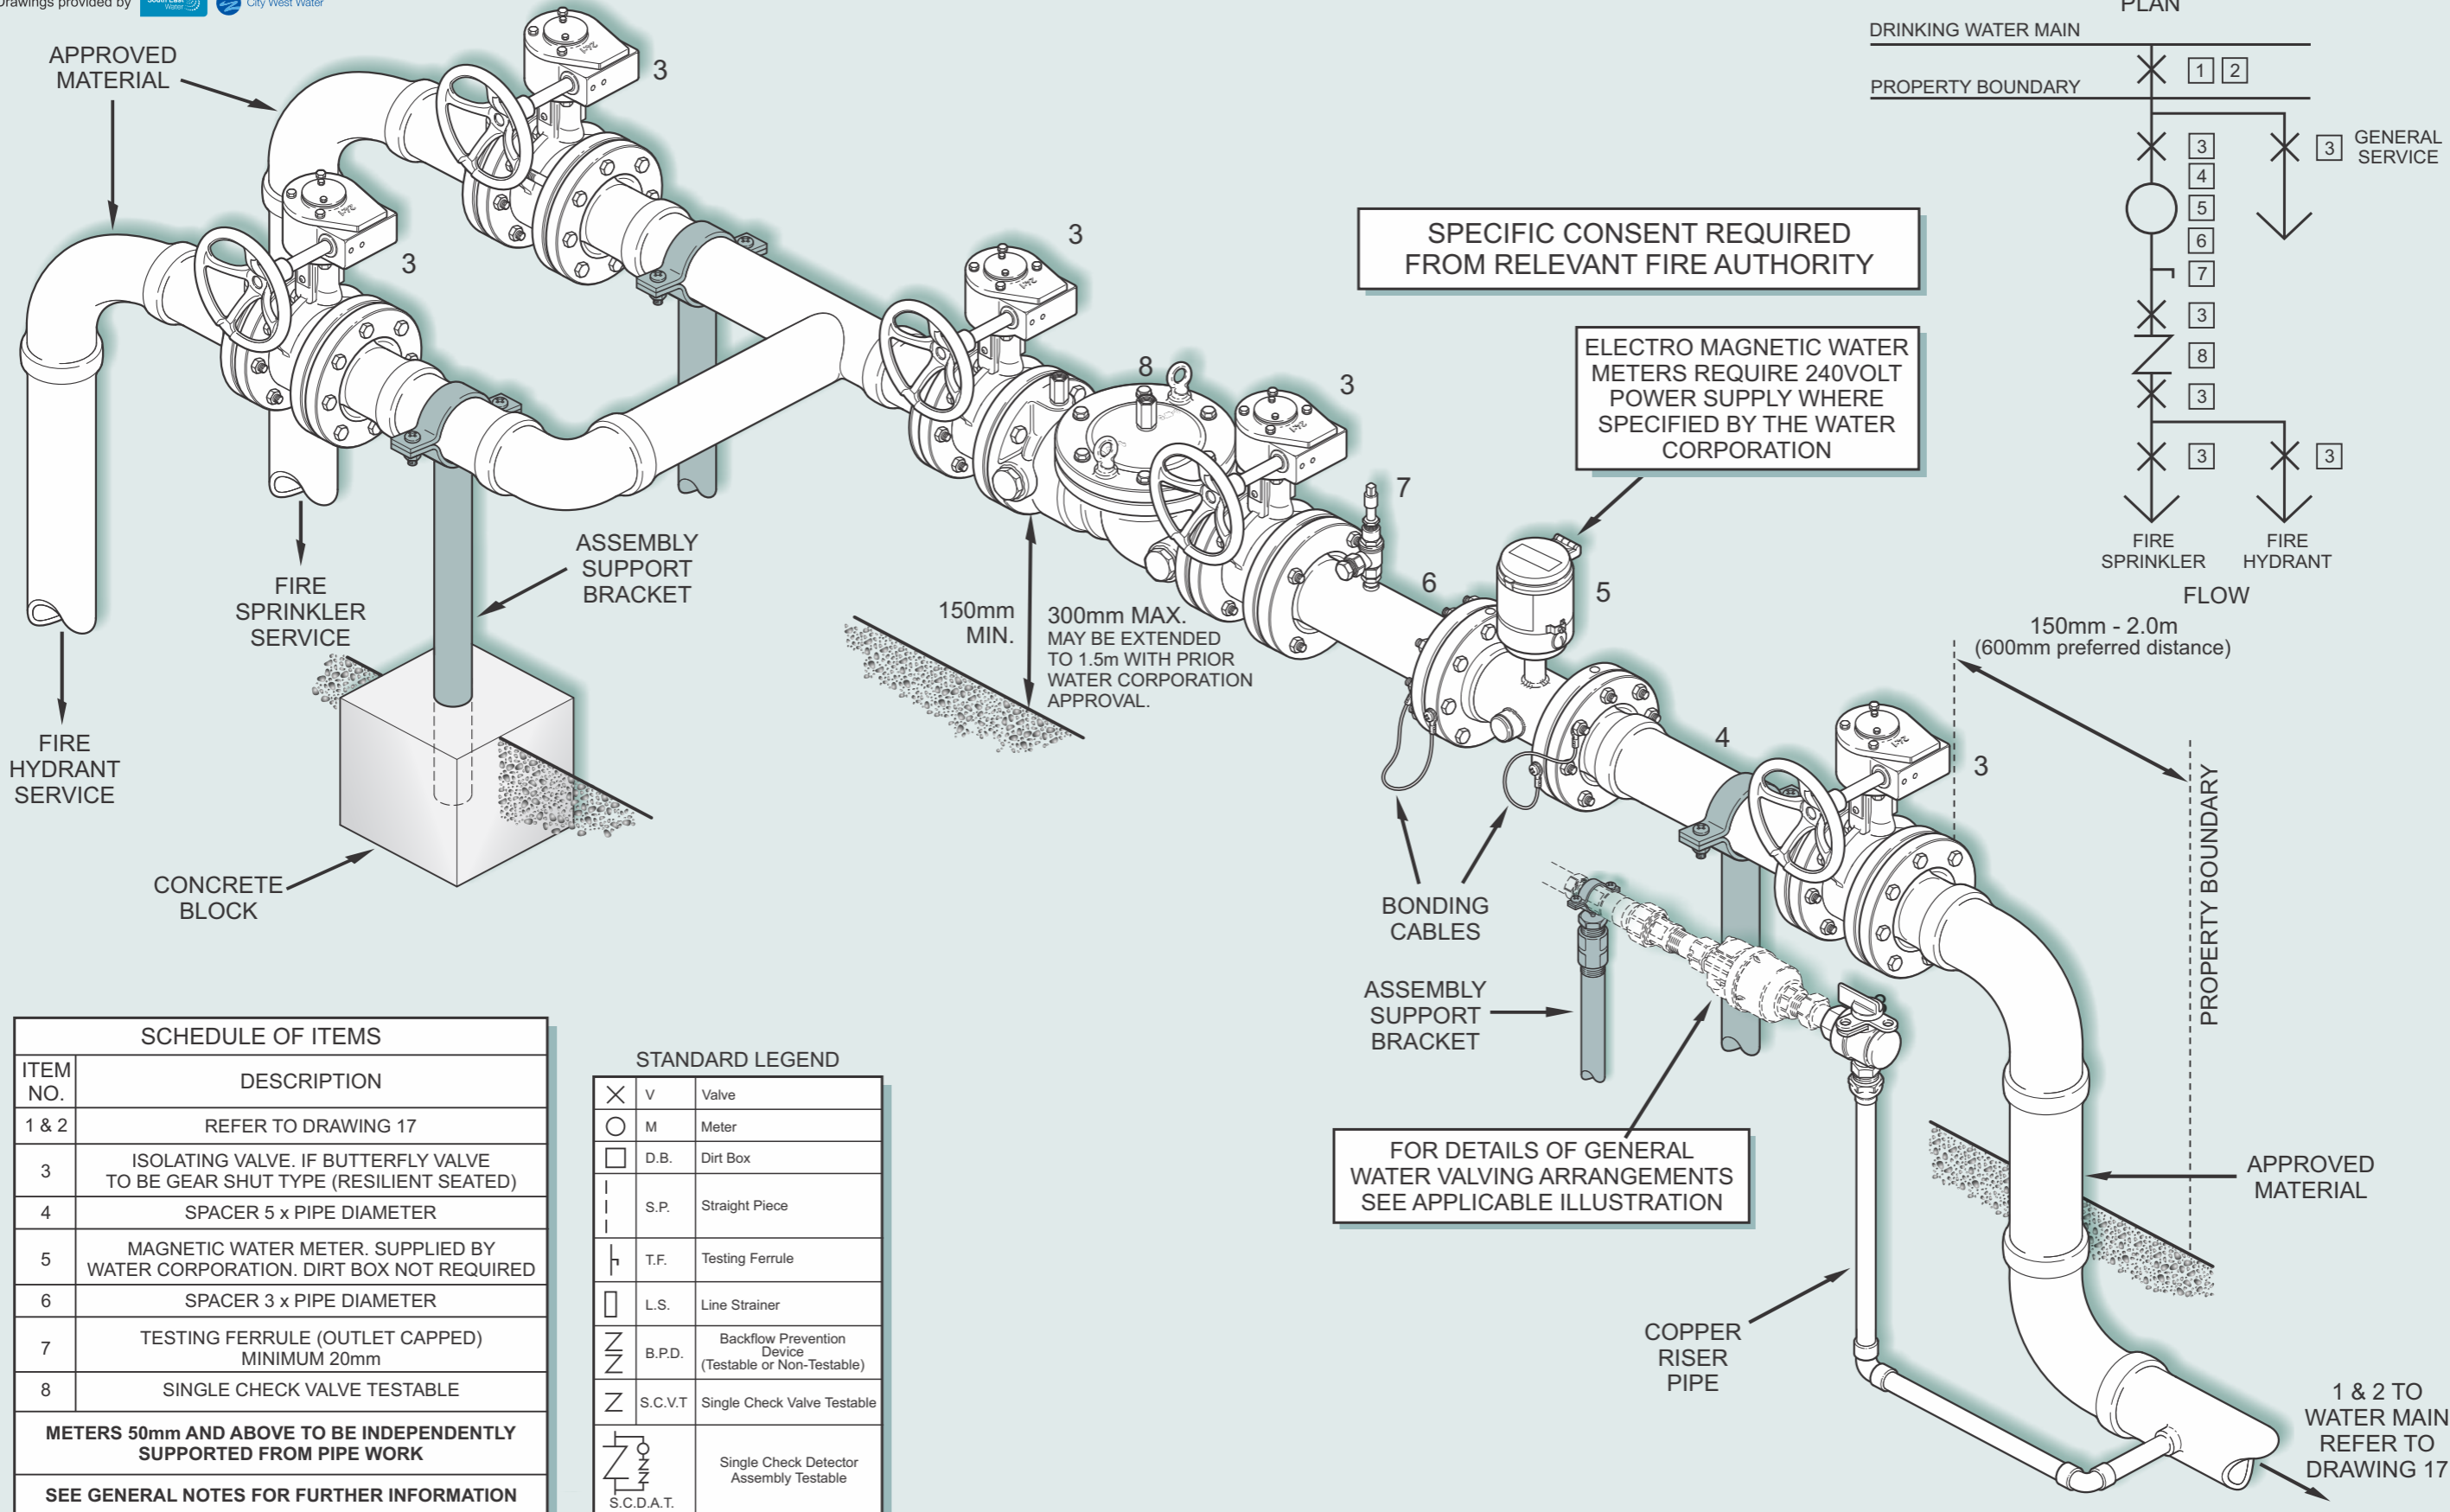 Drawings provided by
South East
Water
City West Water
APPROVED
MATERIAL
3
3
3
8
3
7
6
5
4
3
FIRE
HYDRANT
SERVICE
FIRE
SPRINKLER
SERVICE
ASSEMBLY
SUPPORT
BRACKET
CONCRETE
BLOCK
150mm
MIN.
300mm MAX.
MAY BE EXTENDED
TO 1.5m WITH PRIOR
WATER CORPORATION
APPROVAL.
SPECIFIC CONSENT REQUIRED
FROM RELEVANT FIRE AUTHORITY
ELECTRO MAGNETIC WATER
METERS REQUIRE 240VOLT
POWER SUPPLY WHERE
SPECIFIED BY THE WATER
CORPORATION
PLAN
DRINKING WATER MAIN
1 2
PROPERTY BOUNDARY
3
3 GENERAL
SERVICE
4
5
6
7
3
8
3
3
3
FIRE
SPRINKLER
FIRE
HYDRANT
FLOW
150mm - 2.0m
(600mm preferred distance)
PROPERTY BOUNDARY
BONDING
CABLES
ASSEMBLY
SUPPORT
BRACKET
FOR DETAILS OF GENERAL
WATER VALVING ARRANGEMENTS
SEE APPLICABLE ILLUSTRATION
APPROVED
MATERIAL
COPPER
RISER
PIPE
1 & 2 TO
WATER MAIN
REFER TO
DRAWING 17
SCHEDULE OF ITEMS
ITEM
NO.
DESCRIPTION
1 & 2 REFER TO DRAWING 17
3 ISOLATING VALVE. IF BUTTERFLY VALVE
TO BE GEAR SHUT TYPE (RESILIENT SEATED)
4 SPACER 5 x PIPE DIAMETER
5 MAGNETIC WATER METER. SUPPLIED BY
WATER CORPORATION. DIRT BOX NOT REQUIRED
6 SPACER 3 x PIPE DIAMETER
7 TESTING FERRULE (OUTLET CAPPED)
MINIMUM 20mm
8 SINGLE CHECK VALVE TESTABLE
METERS 50mm AND ABOVE TO BE INDEPENDENTLY
SUPPORTED FROM PIPE WORK
SEE GENERAL NOTES FOR FURTHER INFORMATION
STANDARD LEGEND
V Valve
M Meter
D.B. Dirt Box
S.P. Straight Piece
T.F. Testing Ferrule
L.S. Line Strainer
B.P.D. Backflow Prevention
Device
(Testable or Non-Testable)
S.C.V.T Single Check Valve Testable
Single Check Detector
Assembly Testable
S.C.D.A.T.